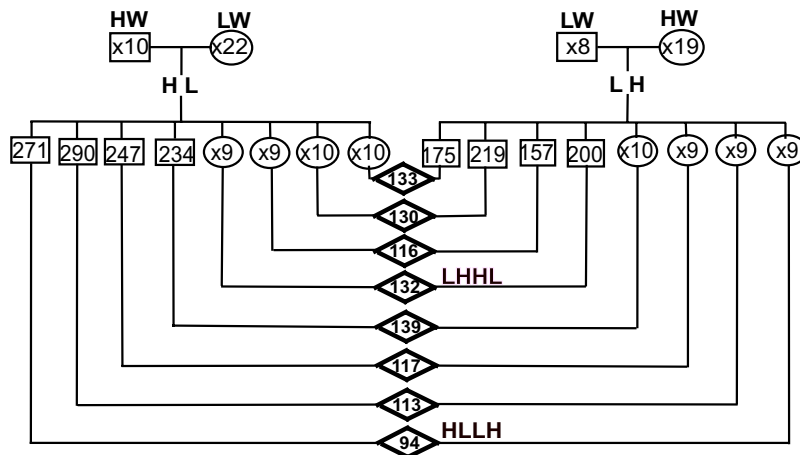 HW LW LW HW
x10 x22 x8 x19
H L L H
271 290 247 234 x9 x9 x10 x10 175 219 157 200 x10 x9 x9 x9
133
130
116
132 LHHL
139
117
113
94 HLLH